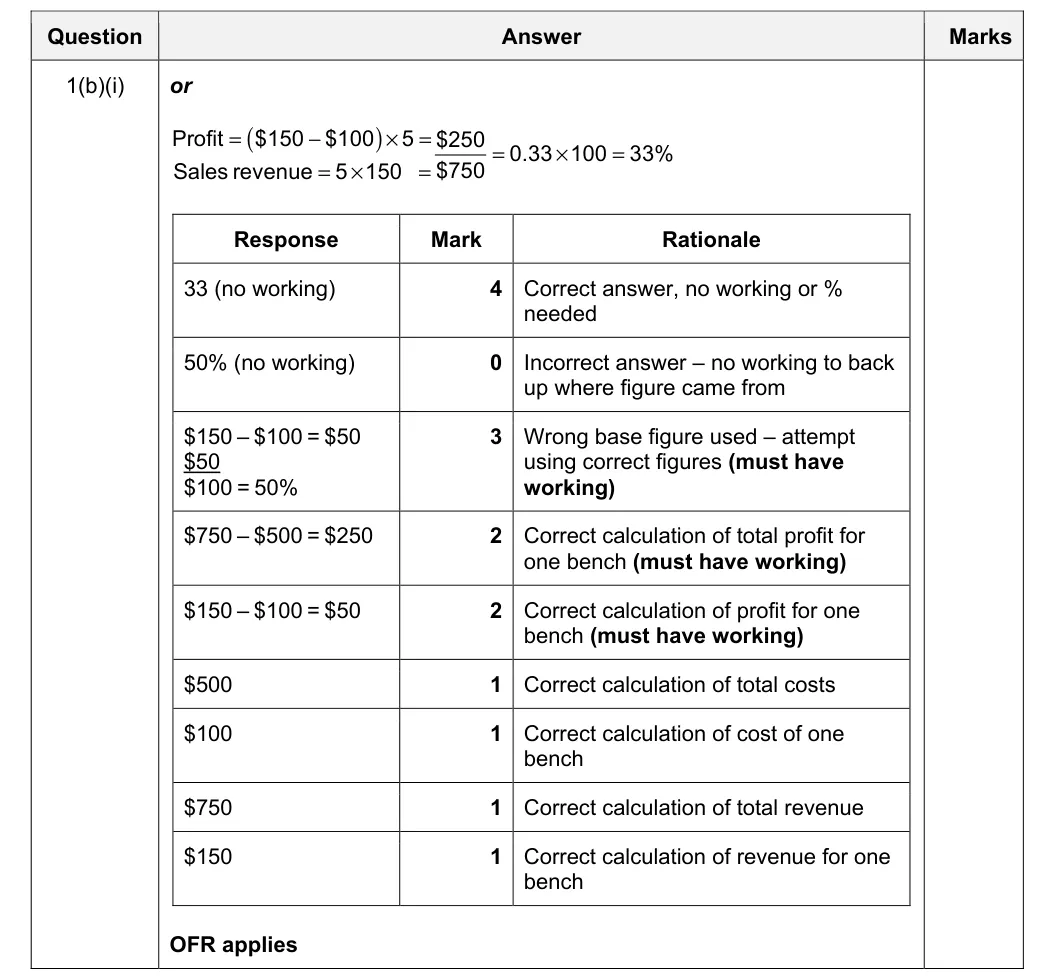 Question Answer Marks
1(b)(i) or
Profit = ($150 – $100) × 5 = $250
Sales revenue = 5 × 150 = $750
= 0.33 × 100 = 33%
Response Mark Rationale
33 (no working) 4 Correct answer, no working or %
needed
50% (no working) 0 Incorrect answer – no working to back
up where figure came from
$150 – $100 = $50 3 Wrong base figure used – attempt
$50 using correct figures (must have
$100 = 50% working)
$750 – $500 = $250 2 Correct calculation of total profit for
one bench (must have working)
$150 – $100 = $50 2 Correct calculation of profit for one
bench (must have working)
$500 1 Correct calculation of total costs
$100 1 Correct calculation of cost of one
bench
$750 1 Correct calculation of total revenue
$150 1 Correct calculation of revenue for one
bench
OFR applies